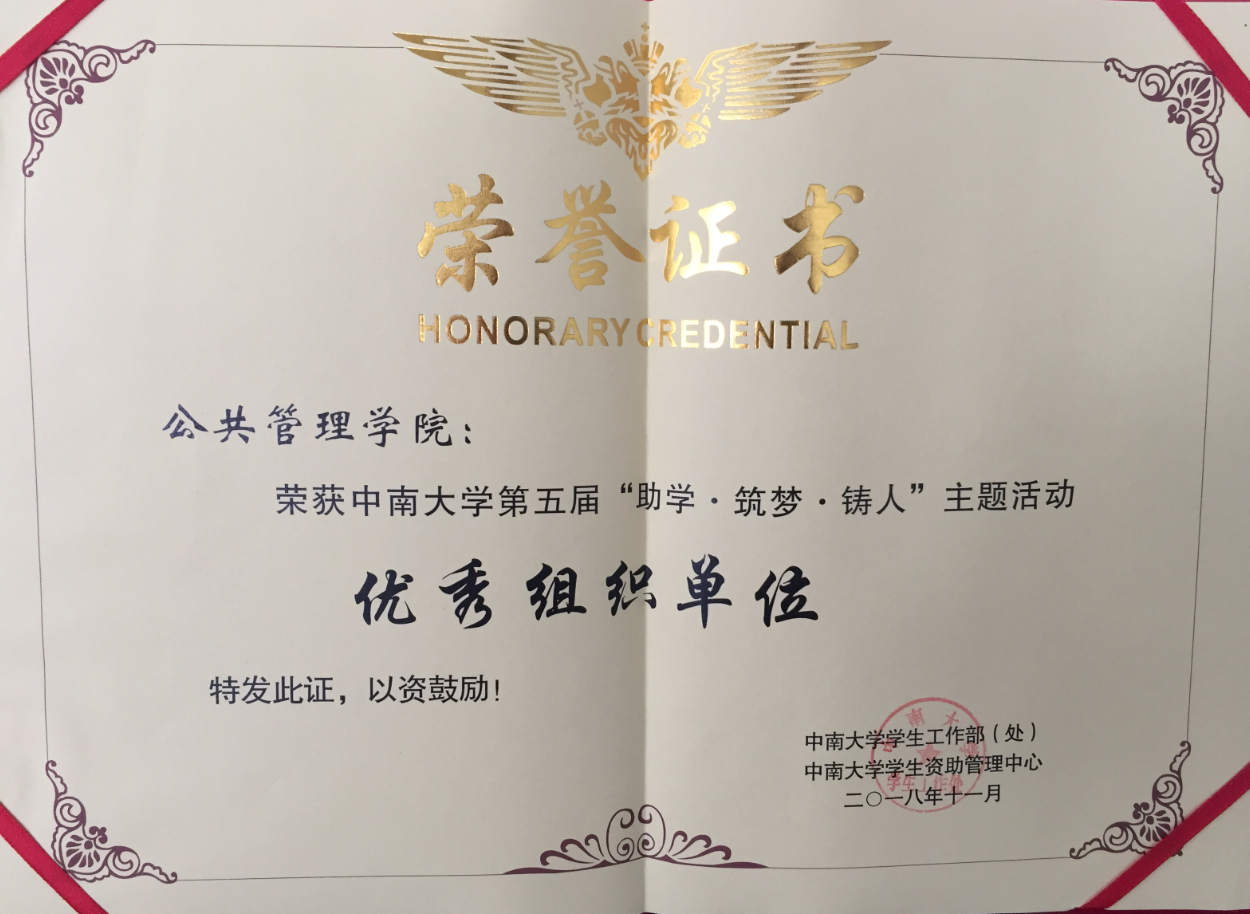 荣誉证书
HONORARY CREDENTIAL
公共管理学院：
荣获中南大学第五届“助学·筑梦·铸人”主题活动
优秀组织单位
特发此证，以资鼓励！
中南大学学生工作部（处）
中南大学学生资助管理中心
二〇一八年十一月